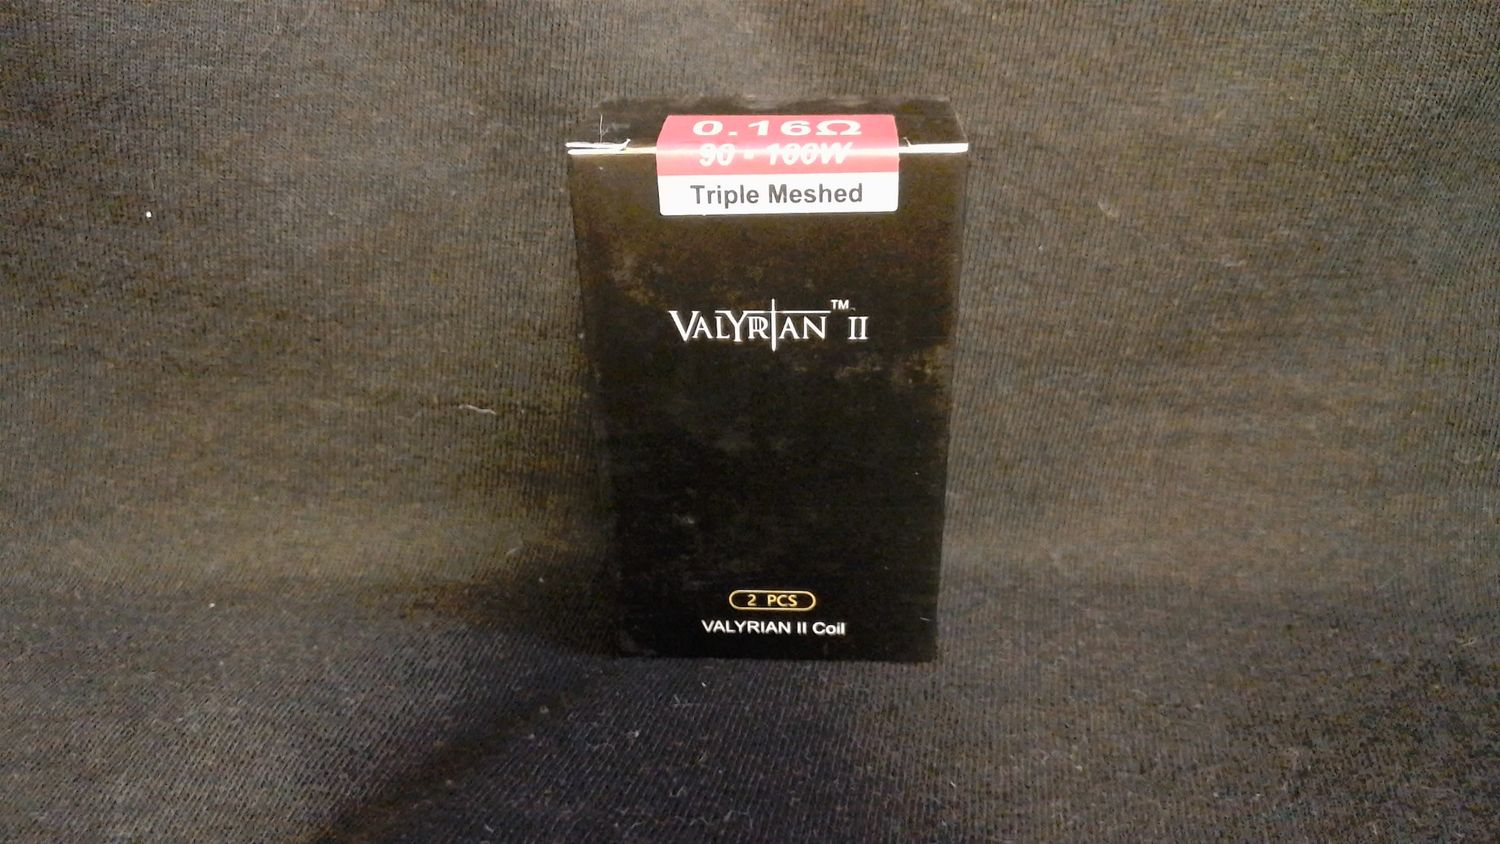 0.16Ω
90 - 100W
Triple Meshed
VALYRIAN™ II
2 PCS
VALYRIAN II Coil